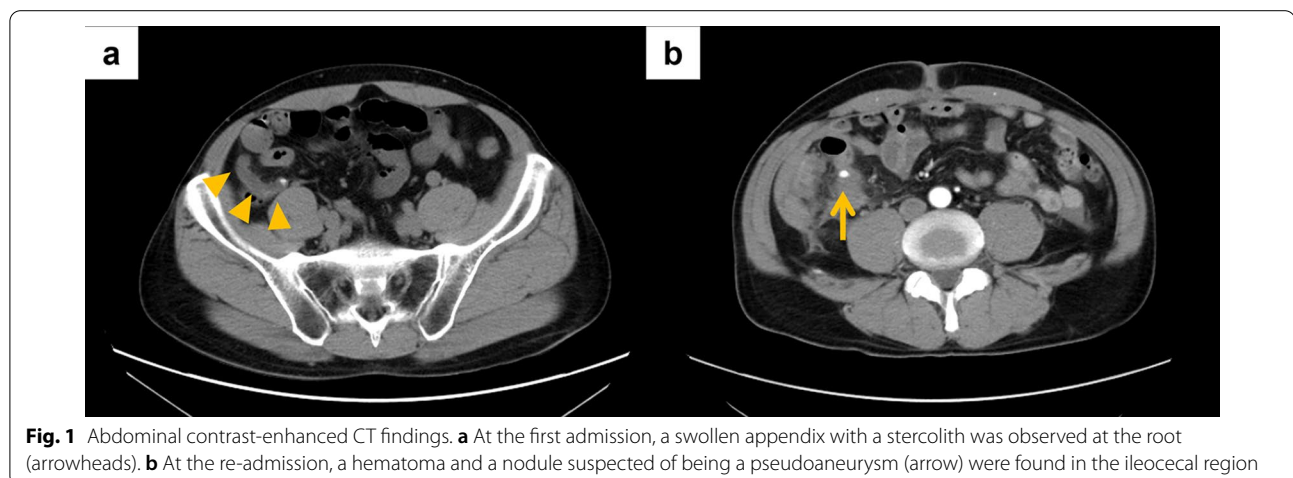 a
b
Fig. 1 Abdominal contrast-enhanced CT findings. a At the first admission, a swollen appendix with a stercolith was observed at the root
(arrowheads). b At the re-admission, a hematoma and a nodule suspected of being a pseudoaneurysm (arrow) were found in the ileocecal region